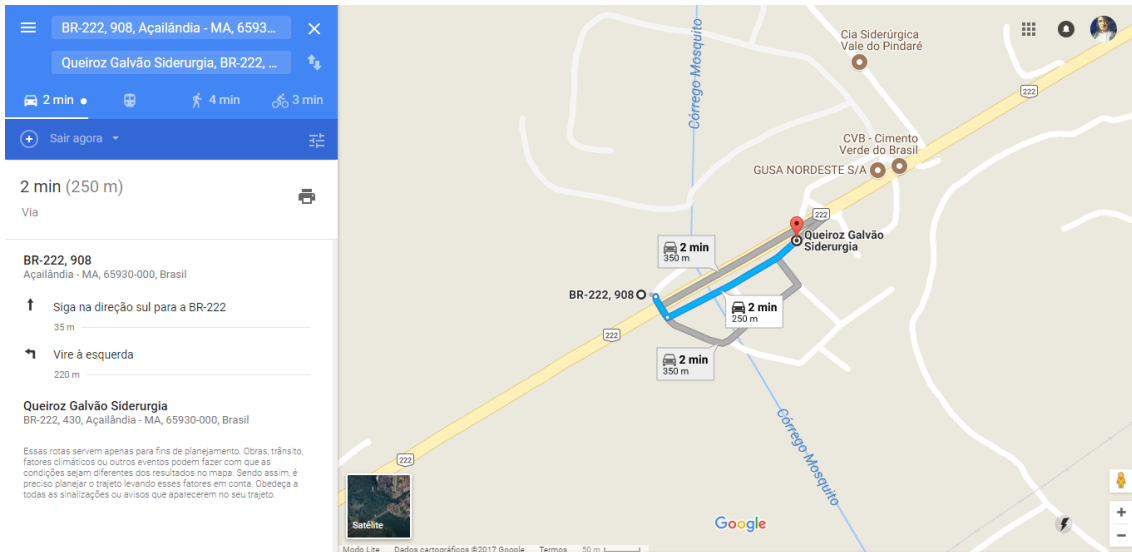 BR-222, 908, Açailândia - MA, 6593...
Queiroz Galvão Siderurgia, BR-222, ...
2 min
4 min
3 min
Sair agora
2 min (250 m)
Via
BR-222, 908
Açailândia - MA, 65930-000, Brasil
Siga na direção sul para a BR-222
35 m
Vire à esquerda
220 m
Queiroz Galvão Siderurgia
BR-222, 430, Açailândia - MA, 65930-000, Brasil
Essas rotas servem apenas para fins de planejamento. Obras, trânsito,
fatores climáticos ou outros eventos podem fazer com que as
condições sejam diferentes dos resultados no mapa. Sendo assim, é
preciso planejar o trajeto levando esses fatores em conta. Obedeça a
todas as sinalizações ou avisos que aparecerem no seu trajeto.
Córrego Mosquito
Cia Siderúrgica
Vale do Pindaré
222
CVB - Cimento
Verde do Brasil
GUSA NORDESTE S/A
222
Queiroz Galvão
Siderurgia
2 min
350 m
BR-222, 908
2 min
250 m
222
2 min
350 m
Córrego Mosquito
222
Satélite
Google
Modo Lite Dados cartográficos ©2017 Google Termos 50 m